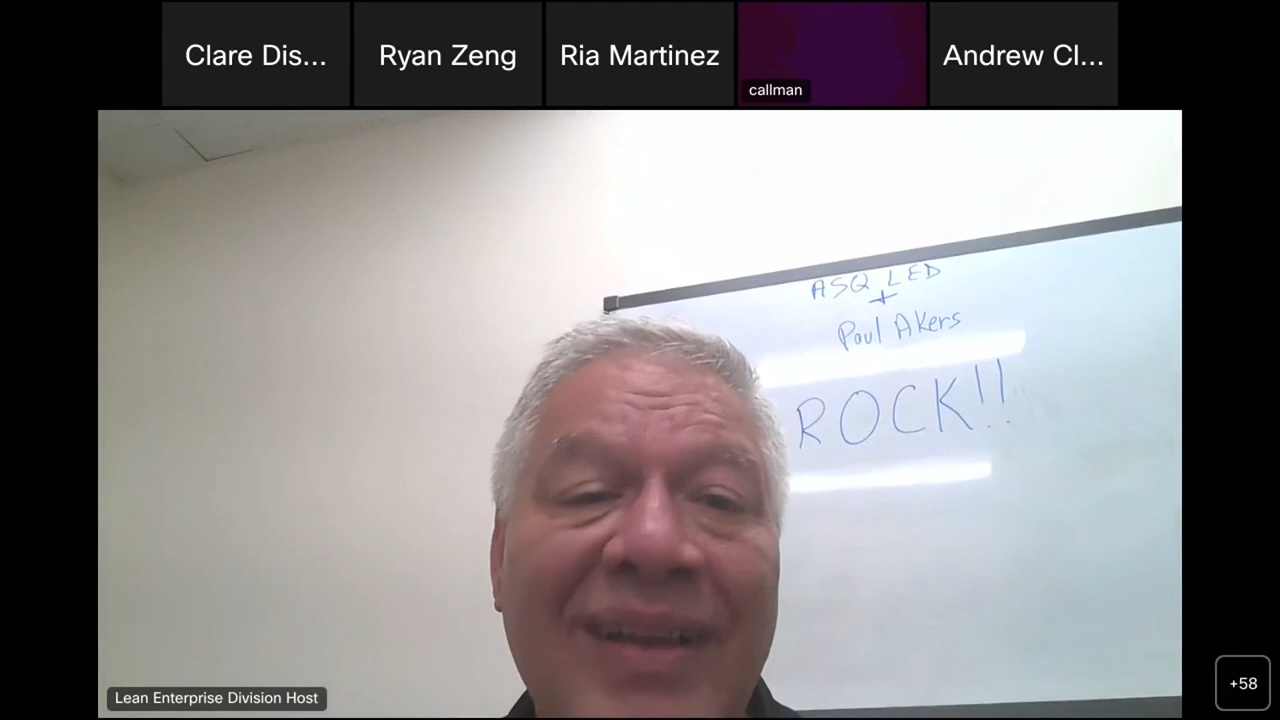 Clare Dis...
Ryan Zeng
Ria Martinez
callman
Andrew Cl...
ASQ LED
+
Paul Akers
ROCK!!
Lean Enterprise Division Host
+58